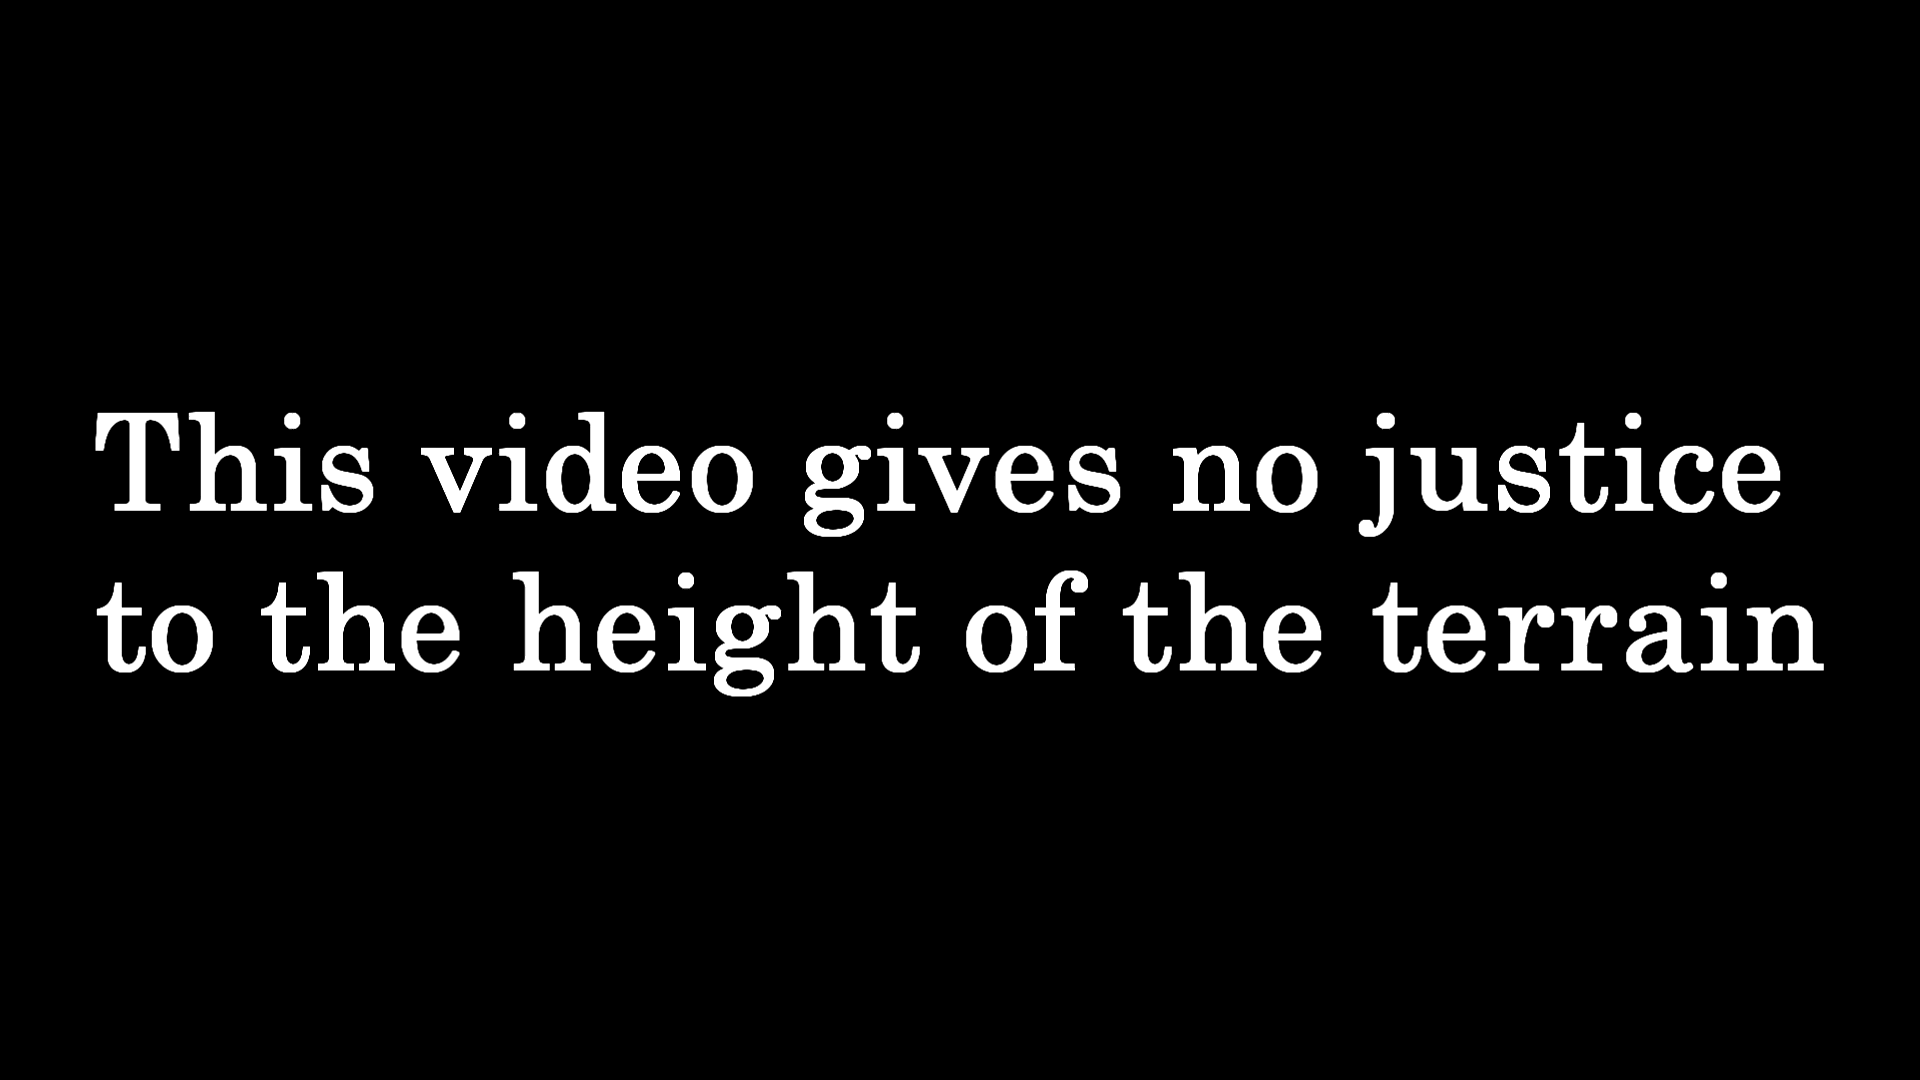 This video gives no justice
to the height of the terrain